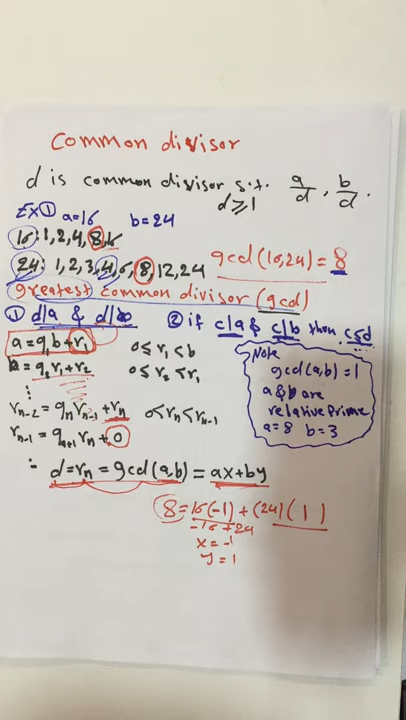 Common divisor
d is common divisor s.t. a/d, b/d.
d≥1
Ex① a=16 b=24
16: 1,2,4,8,16
24: 1,2,3,4,6,8,12,24
gcd(16,24)=8
greatest common divisor (gcd)
① d|a & d|b
② if c|a & c|b then c≤d
a=q₁b+r₁ 0≤r₁<b
b=q₂r₁+r₂ 0≤r₂<r₁
⋮
rₙ₋₂=qₙrₙ₋₁+rₙ 0<rₙ<rₙ₋₁
rₙ₋₁=qₙ₊₁rₙ+0
Note
gcd(a,b)=1
a & b are
relative Prime
a=8 b=3
∴ d=rₙ=gcd(a,b)=ax+by
8=16(-1)+(24)(1)
-16+24
x=-1
y=1